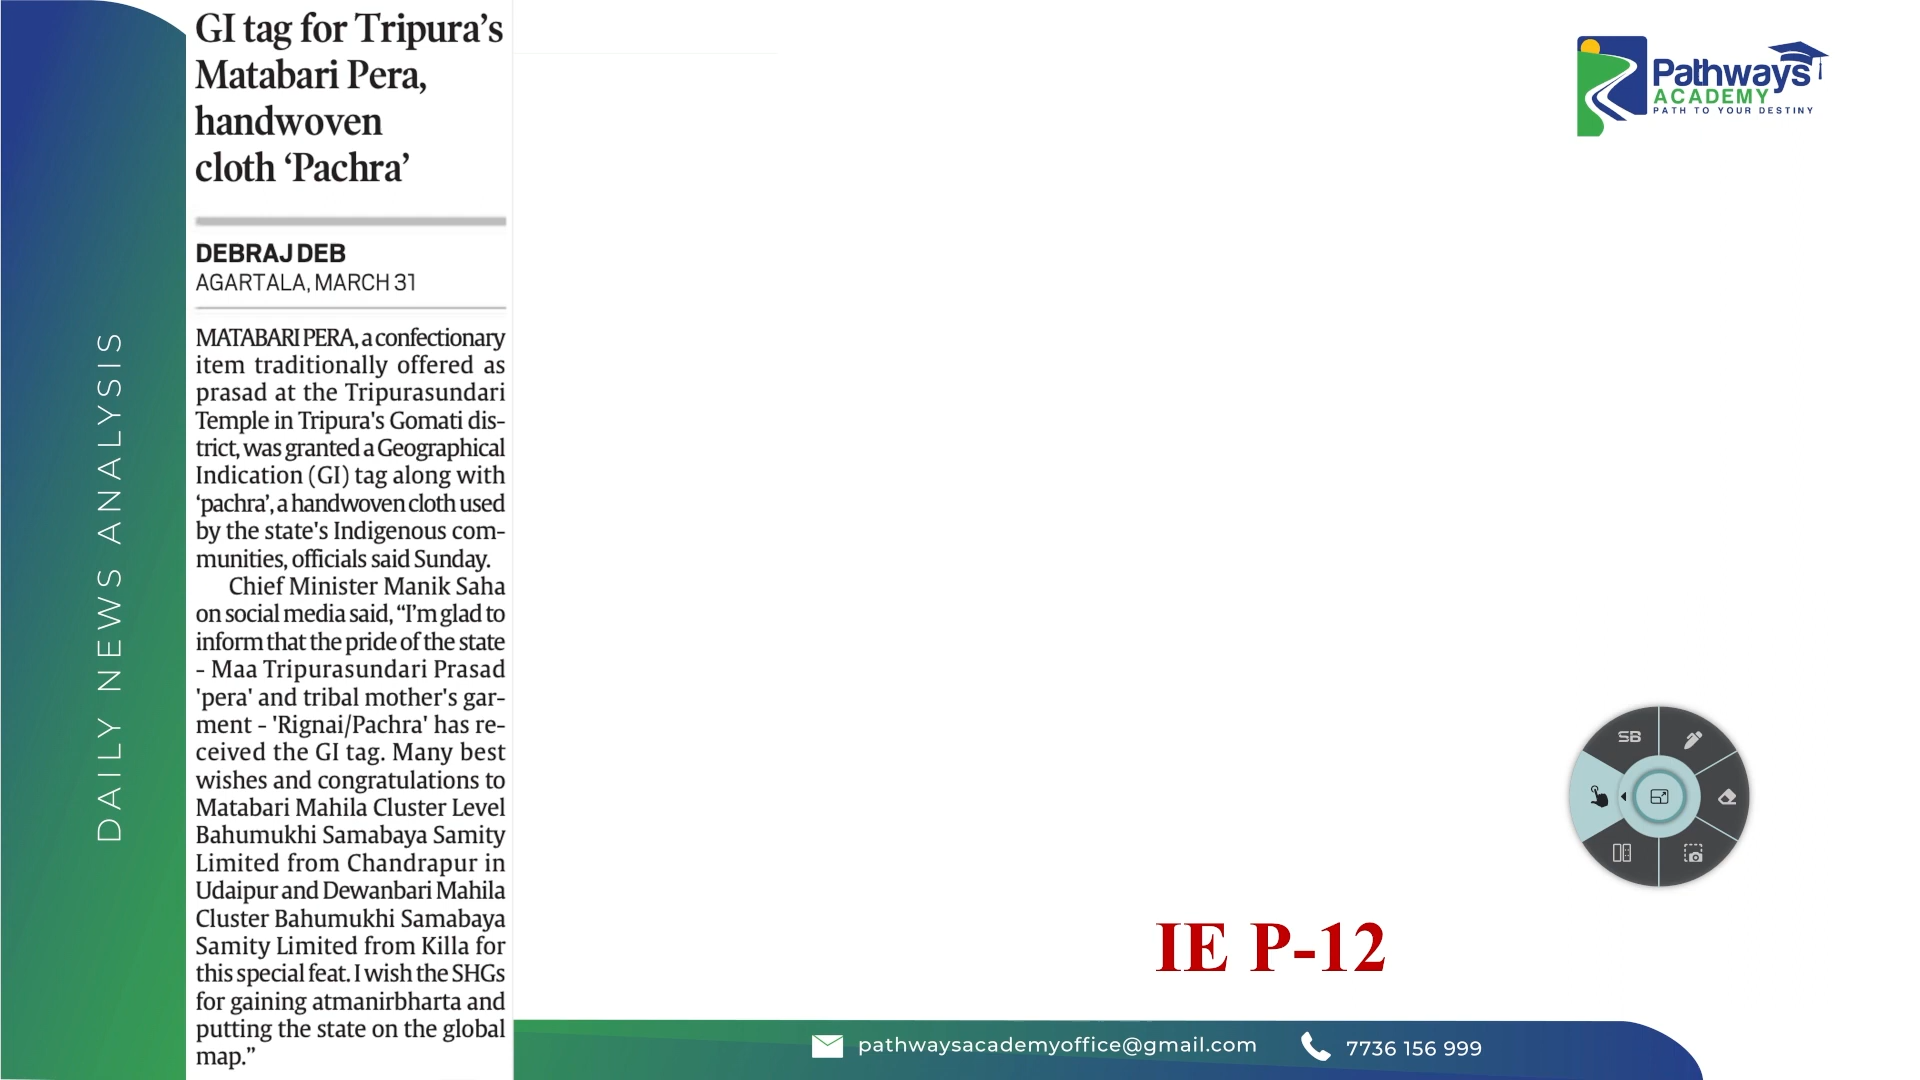 GI tag for Tripura’s
Matabari Pera,
handwoven
cloth ‘Pachra’
DEBRAJ DEB
AGARTALA, MARCH 31
MATABARI PERA, a confectionary
item traditionally offered as
prasad at the Tripurasundari
Temple in Tripura's Gomati dis-
trict, was granted a Geographical
Indication (GI) tag along with
‘pachra’, a handwoven cloth used
by the state's Indigenous com-
munities, officials said Sunday.
Chief Minister Manik Saha
on social media said, “I’m glad to
inform that the pride of the state
- Maa Tripurasundari Prasad
'pera' and tribal mother's gar-
ment - 'Rignai/Pachra' has re-
ceived the GI tag. Many best
wishes and congratulations to
Matabari Mahila Cluster Level
Bahumukhi Samabaya Samity
Limited from Chandrapur in
Udaipur and Dewanbari Mahila
Cluster Bahumukhi Samabaya
Samity Limited from Killa for
this special feat. I wish the SHGs
for gaining atmanirbharta and
putting the state on the global
map.”
DAILY NEWS ANALYSIS
Pathways
ACADEMY
PATH TO YOUR DESTINY
SB
IE P-12
pathwaysacademyoffice@gmail.com
7736 156 999